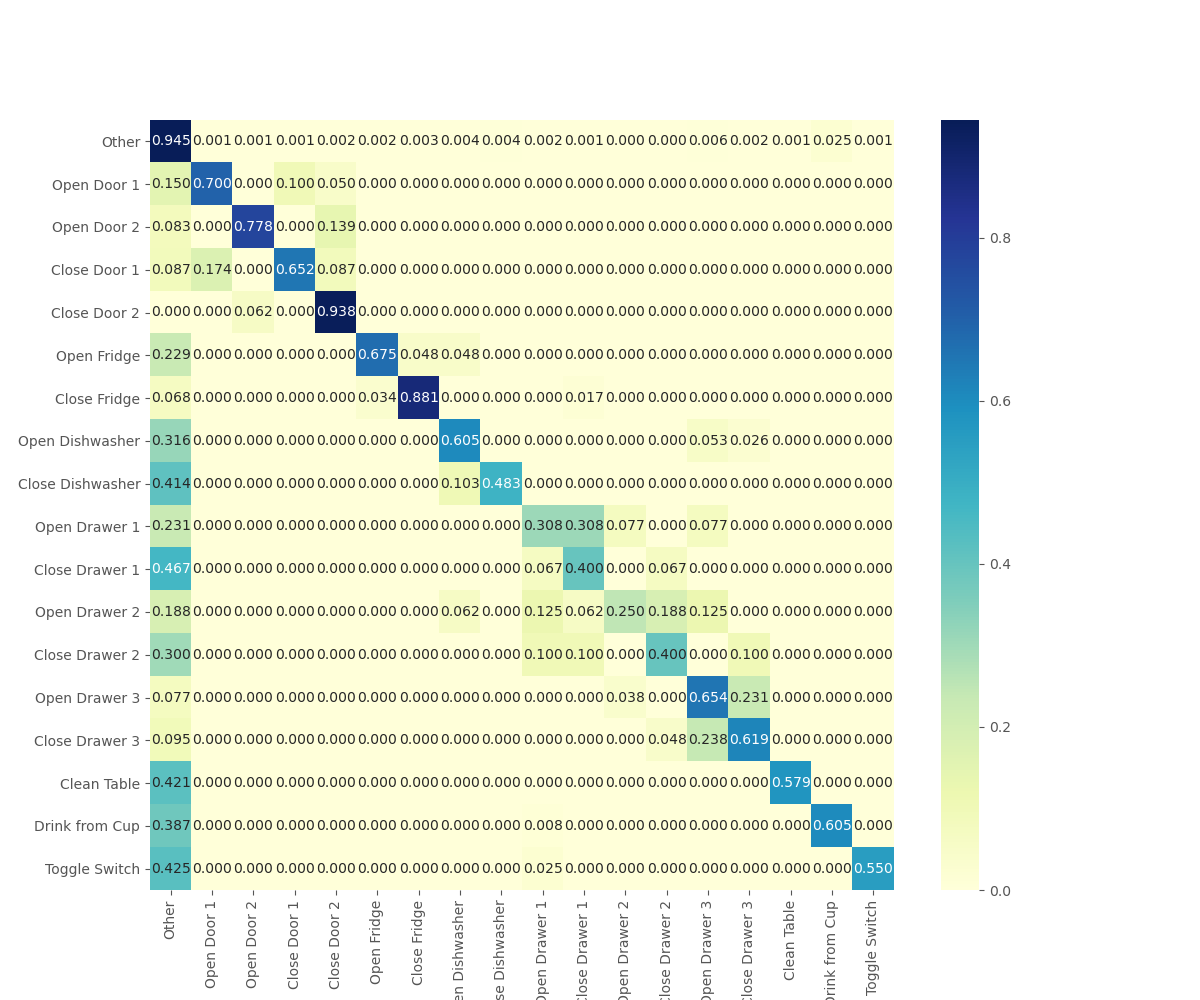 Other 0.945 0.001 0.001 0.001 0.002 0.002 0.003 0.004 0.004 0.002 0.001 0.000 0.000 0.006 0.002 0.001 0.025 0.001
Open Door 1 0.150 0.700 0.000 0.100 0.050 0.000 0.000 0.000 0.000 0.000 0.000 0.000 0.000 0.000 0.000 0.000 0.000 0.000
Open Door 2 0.083 0.000 0.778 0.000 0.139 0.000 0.000 0.000 0.000 0.000 0.000 0.000 0.000 0.000 0.000 0.000 0.000 0.000
Close Door 1 0.087 0.174 0.000 0.652 0.087 0.000 0.000 0.000 0.000 0.000 0.000 0.000 0.000 0.000 0.000 0.000 0.000 0.000
Close Door 2 0.000 0.000 0.062 0.000 0.938 0.000 0.000 0.000 0.000 0.000 0.000 0.000 0.000 0.000 0.000 0.000 0.000 0.000
Open Fridge 0.229 0.000 0.000 0.000 0.000 0.675 0.048 0.048 0.000 0.000 0.000 0.000 0.000 0.000 0.000 0.000 0.000 0.000
Close Fridge 0.068 0.000 0.000 0.000 0.000 0.034 0.881 0.000 0.000 0.000 0.017 0.000 0.000 0.000 0.000 0.000 0.000 0.000
Open Dishwasher 0.316 0.000 0.000 0.000 0.000 0.000 0.000 0.605 0.000 0.000 0.000 0.000 0.000 0.053 0.026 0.000 0.000 0.000
Close Dishwasher 0.414 0.000 0.000 0.000 0.000 0.000 0.000 0.103 0.483 0.000 0.000 0.000 0.000 0.000 0.000 0.000 0.000 0.000
Open Drawer 1 0.231 0.000 0.000 0.000 0.000 0.000 0.000 0.000 0.000 0.308 0.308 0.077 0.000 0.077 0.000 0.000 0.000 0.000
Close Drawer 1 0.467 0.000 0.000 0.000 0.000 0.000 0.000 0.000 0.000 0.067 0.400 0.000 0.067 0.000 0.000 0.000 0.000 0.000
Open Drawer 2 0.188 0.000 0.000 0.000 0.000 0.000 0.000 0.062 0.000 0.125 0.062 0.250 0.188 0.125 0.000 0.000 0.000 0.000
Close Drawer 2 0.300 0.000 0.000 0.000 0.000 0.000 0.000 0.000 0.000 0.100 0.100 0.000 0.400 0.000 0.100 0.000 0.000 0.000
Open Drawer 3 0.077 0.000 0.000 0.000 0.000 0.000 0.000 0.000 0.000 0.000 0.000 0.038 0.000 0.654 0.231 0.000 0.000 0.000
Close Drawer 3 0.095 0.000 0.000 0.000 0.000 0.000 0.000 0.000 0.000 0.000 0.000 0.000 0.048 0.238 0.619 0.000 0.000 0.000
Clean Table 0.421 0.000 0.000 0.000 0.000 0.000 0.000 0.000 0.000 0.000 0.000 0.000 0.000 0.000 0.000 0.579 0.000 0.000
Drink from Cup 0.387 0.000 0.000 0.000 0.000 0.000 0.000 0.000 0.000 0.008 0.000 0.000 0.000 0.000 0.000 0.000 0.605 0.000
Toggle Switch 0.425 0.000 0.000 0.000 0.000 0.000 0.000 0.000 0.000 0.025 0.000 0.000 0.000 0.000 0.000 0.000 0.000 0.550
Other
Open Door 1
Open Door 2
Close Door 1
Close Door 2
Open Fridge
Close Fridge
en Dishwasher
se Dishwasher
Open Drawer 1
Close Drawer 1
Open Drawer 2
Close Drawer 2
Open Drawer 3
Close Drawer 3
Clean Table
Drink from Cup
Toggle Switch
0.8
0.6
0.4
0.2
0.0